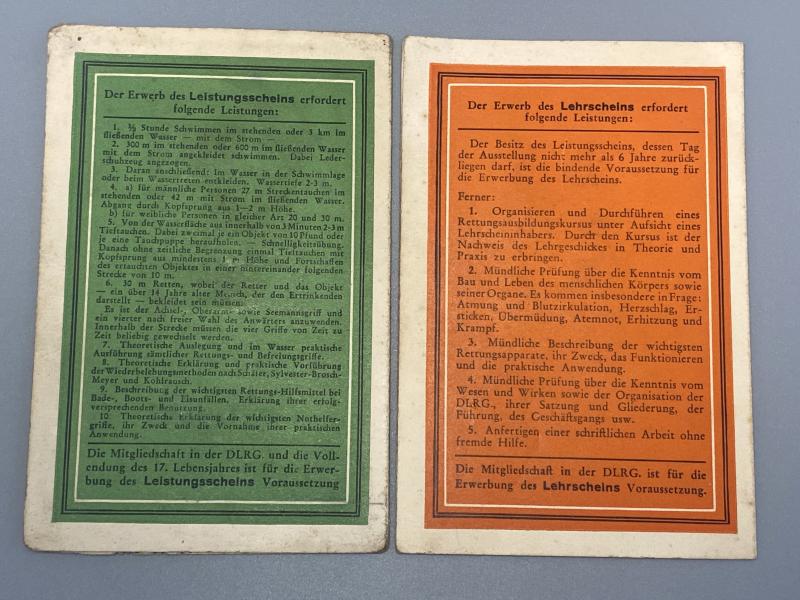 Der Erwerb des Leistungsscheins erfordert
folgende Leistungen:
1. ½ Stunde Schwimmen im stehenden oder 3 km im
fließenden Wasser — mit dem Strom —
2. 300 m im stehenden oder 600 m im fließenden Wasser
mit dem Strom angekleidet schwimmen. Dabei Leder-
schuhzeug angezogen.
3. Daran anschließend: Im Wasser in der Schwimmlage
oder beim Wassertreten entkleiden. Wassertiefe 2-3 m.
4. a) für männliche Personen 27 m Streckentauchen im
stehenden oder 42 m mit Strom im fließenden Wasser.
Abgang durch Kopfsprung aus 1—2 m Höhe.
b) für weibliche Personen in gleicher Art 20 und 30 m.
5. Von der Wasserfläche aus innerhalb von 3 Minuten 2-3 m
Tieftauchen. Dabei zweimal je ein Objekt von 10 Pfund oder
je eine Tauchpuppe heraufholen. — Schnelligkeitsübung.
Danach ohne zeitliche Begrenzung einmal Tieftauchen mit
Kopfsprung aus mindestens 1 m Höhe und Fortschaffen
des ertauchten Objektes in einer hintereinander folgenden
Strecke von 10 m.
6. 30 m Retten, wobei der Retter und das Objekt
— ein über 14 Jahre alter Mensch, der den Ertrinkenden
darstellt — bekleidet sein müssen.
Es ist der Achsel-, Oberarm- sowie Seemannsgriff und
ein vierter nach freier Wahl des Anwärters anzuwenden.
Innerhalb der Strecke müssen die vier Griffe von Zeit zu
Zeit beliebig gewechselt werden.
7. Theoretische Auslegung und im Wasser praktische
Ausführung sämtlicher Rettungs- und Befreiungsgriffe.
8. Theoretische Erklärung und praktische Vorführung
der Wiederbelebungsmethoden nach Schäfer, Sylvester-Brosch-
Meyer und Kohlrausch.
9. Beschreibung der wichtigsten Rettungs-Hilfsmittel bei
Bade-, Boots- und Eisunfällen. Erklärung ihrer erfolg-
versprechenden Benutzung.
10. Theoretische Erklärung der wichtigsten Nothelfer-
griffe, ihr Zweck und die Vornahme ihrer praktischen
Anwendung.
Die Mitgliedschaft in der DLRG. und die Voll-
endung des 17. Lebensjahres ist für die Erwer-
bung des Leistungsscheins Voraussetzung
Der Erwerb des Lehrscheins erfordert
folgende Leistungen:
Der Besitz des Leistungsscheins, dessen Tag
der Ausstellung nicht mehr als 6 Jahre zurück-
liegen darf, ist die bindende Voraussetzung für
die Erwerbung des Lehrscheins.
Ferner:
1. Organisieren und Durchführen eines
Rettungsausbildungskursus unter Aufsicht eines
Lehrscheininhabers. Durch den Kursus ist der
Nachweis des Lehrgeschickes in Theorie und
Praxis zu erbringen.
2. Mündliche Prüfung über die Kenntnis vom
Bau und Leben des menschlichen Körpers sowie
seiner Organe. Es kommen insbesondere in Frage:
Atmung und Blutzirkulation, Herzschlag, Er-
sticken, Übermüdung, Atemnot, Erhitzung und
Krampf.
3. Mündliche Beschreibung der wichtigsten
Rettungsapparate, ihr Zweck, das Funktionieren
und die praktische Anwendung.
4. Mündliche Prüfung über die Kenntnis vom
Wesen und Wirken sowie der Organisation der
DLRG., ihrer Satzung und Gliederung, der
Führung, des Geschäftsgangs usw.
5. Anfertigen einer schriftlichen Arbeit ohne
fremde Hilfe.
Die Mitgliedschaft in der DLRG. ist für die
Erwerbung des Lehrscheins Voraussetzung.